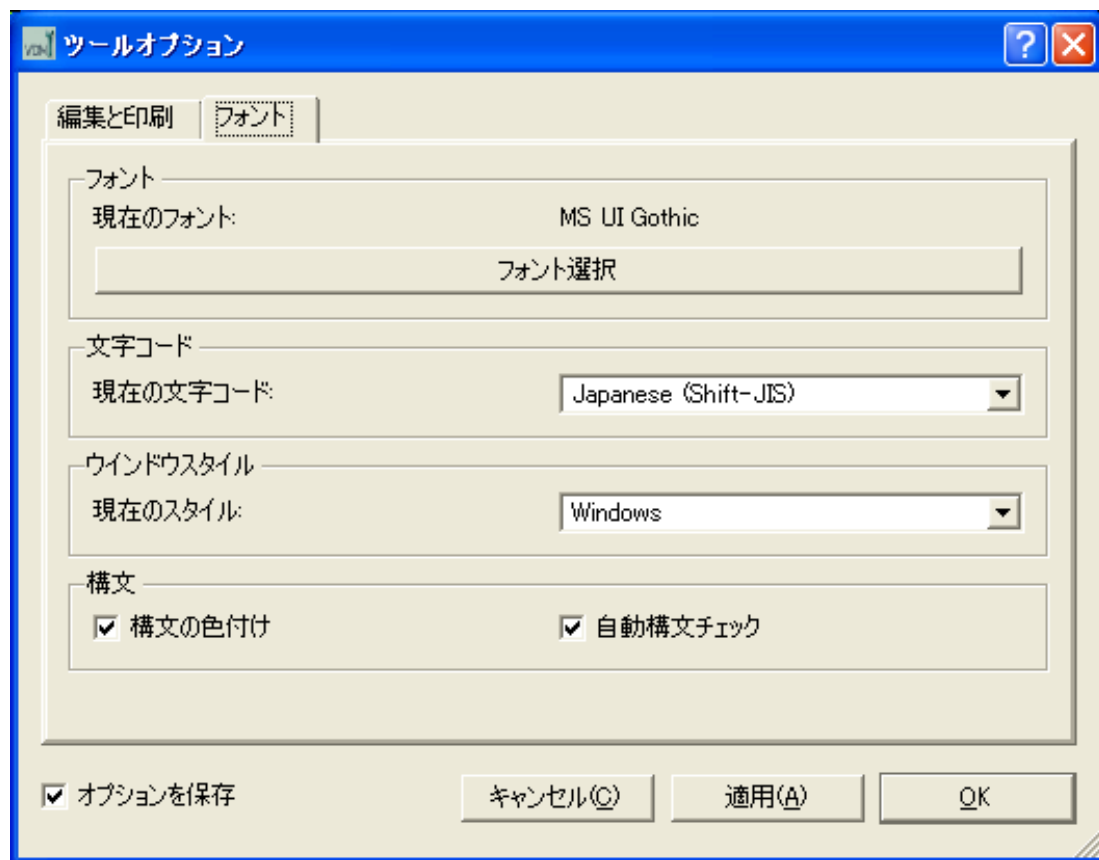 ツールオプション
編集と印刷 フォント
フォント
現在のフォント: MS UI Gothic
フォント選択
文字コード
現在の文字コード: Japanese (Shift-JIS)
ウインドウスタイル
現在のスタイル: Windows
構文
構文の色付け 自動構文チェック
オプションを保存 キャンセル(C) 適用(A) OK